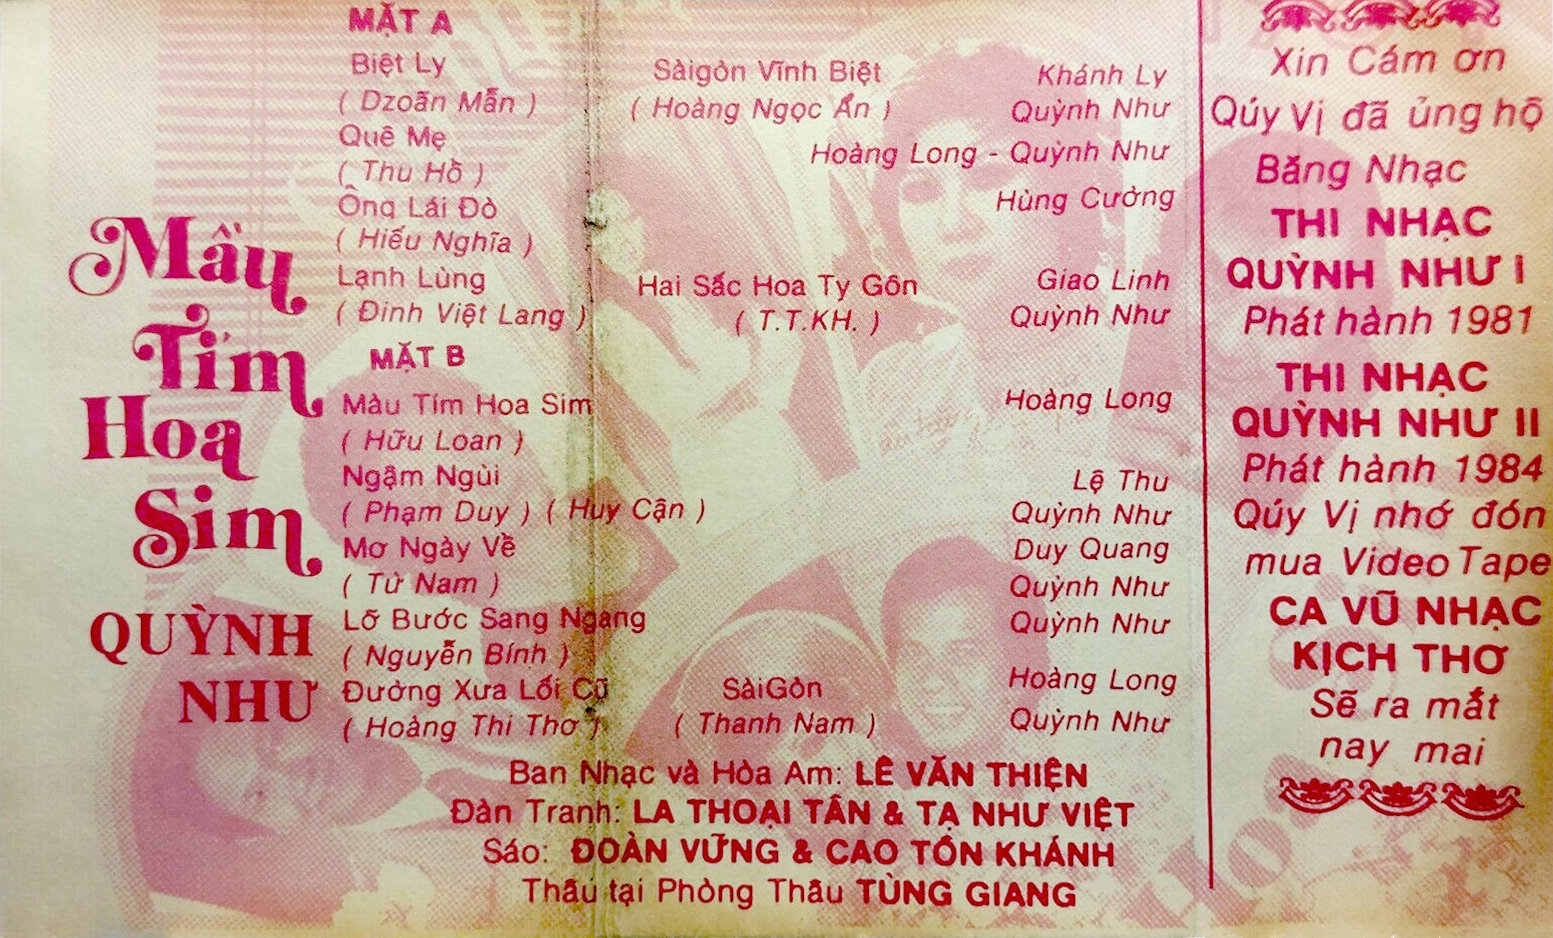 Mầu
Tím
Hoa
Sim
QUỲNH
NHƯ
MẶT A
Biệt Ly Sàigòn Vĩnh Biệt Khánh Ly
( Dzoãn Mẫn ) ( Hoàng Ngọc Ẩn ) Quỳnh Như
Quê Mẹ Hoàng Long - Quỳnh Như
( Thu Hồ )
Ông Lái Đò Hùng Cường
( Hiếu Nghĩa )
Lạnh Lùng Hai Sắc Hoa Ty Gôn Giao Linh
( Đinh Việt Lang ) ( T.T.KH. ) Quỳnh Như
MẶT B
Màu Tím Hoa Sim Hoàng Long
( Hữu Loan )
Ngậm Ngùi Lệ Thu
( Phạm Duy ) ( Huy Cận ) Quỳnh Như
Mơ Ngày Về Duy Quang
( Từ Nam ) Quỳnh Như
Lỡ Bước Sang Ngang Quỳnh Như
( Nguyễn Bính )
Đường Xưa Lối Cũ SàiGòn Hoàng Long
( Hoàng Thi Thơ ) ( Thanh Nam ) Quỳnh Như
Ban Nhạc và Hòa Am: LÊ VĂN THIỆN
Đàn Tranh: LA THOẠI TÂN & TẠ NHƯ VIỆT
Sáo: ĐOÀN VỮNG & CAO TỒN KHÁNH
Thâu tại Phòng Thâu TÙNG GIANG
Xin Cám ơn
Qúy Vị đã ủng hộ
Băng Nhạc
THI NHẠC
QUỲNH NHƯ I
Phát hành 1981
THI NHẠC
QUỲNH NHƯ II
Phát hành 1984
Qúy Vị nhớ đón
mua Video Tape
CA VŨ NHẠC
KỊCH THƠ
Sẽ ra mắt
nay mai